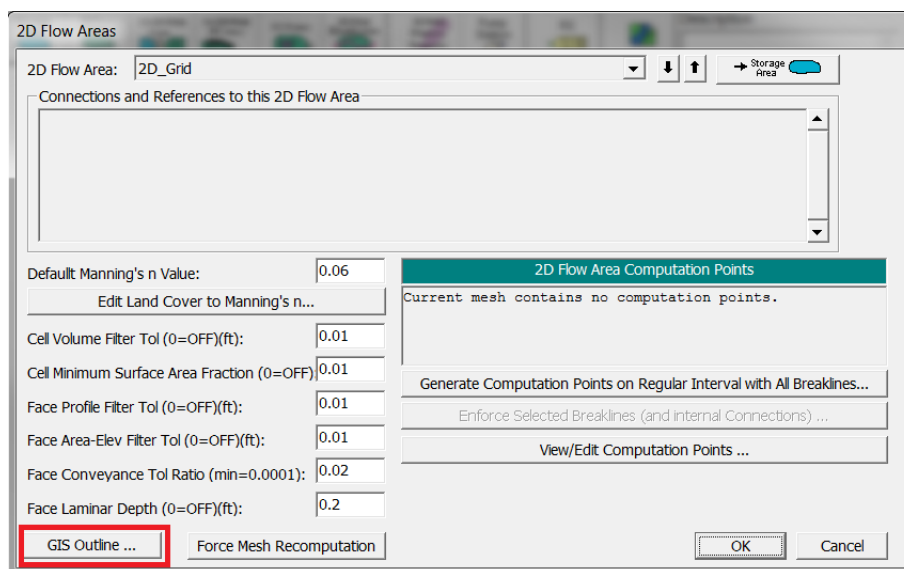 2D Flow Areas
2D Flow Area: 2D_Grid
→ Storage Area
Connections and References to this 2D Flow Area
Defaullt Manning's n Value: 0.06
Edit Land Cover to Manning's n...
Cell Volume Filter Tol (0=OFF)(ft): 0.01
Cell Minimum Surface Area Fraction (0=OFF) 0.01
Face Profile Filter Tol (0=OFF)(ft): 0.01
Face Area-Elev Filter Tol (0=OFF)(ft): 0.01
Face Conveyance Tol Ratio (min=0.0001): 0.02
Face Laminar Depth (0=OFF)(ft): 0.2
2D Flow Area Computation Points
Current mesh contains no computation points.
Generate Computation Points on Regular Interval with All Breaklines...
Enforce Selected Breaklines (and internal Connections) ...
View/Edit Computation Points ...
GIS Outline ...
Force Mesh Recomputation
OK
Cancel